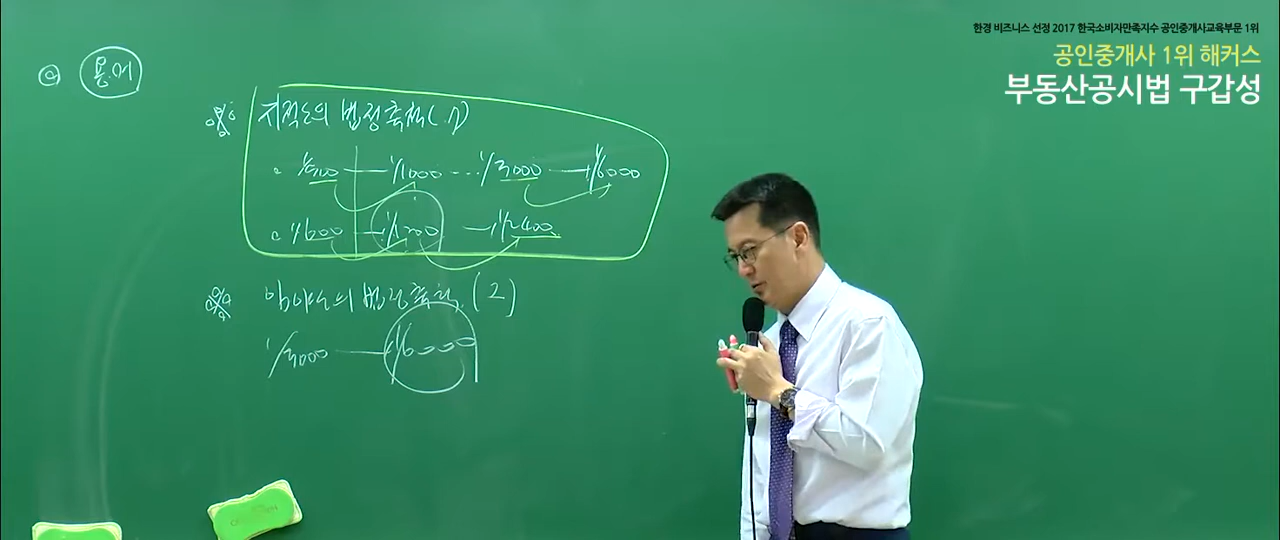 한경 비즈니스 선정 2017 한국소비자만족지수 공인중개사교육부문 1위
공인중개사 1위 해커스
부동산공시법 구갑성
용어
지적도의 법정축척(7)
1/500 1/1000 … 1/3000 1/6000
1/600 1/1200 1/2400
임야도의 법정축척 (2)
1/3000 1/6000